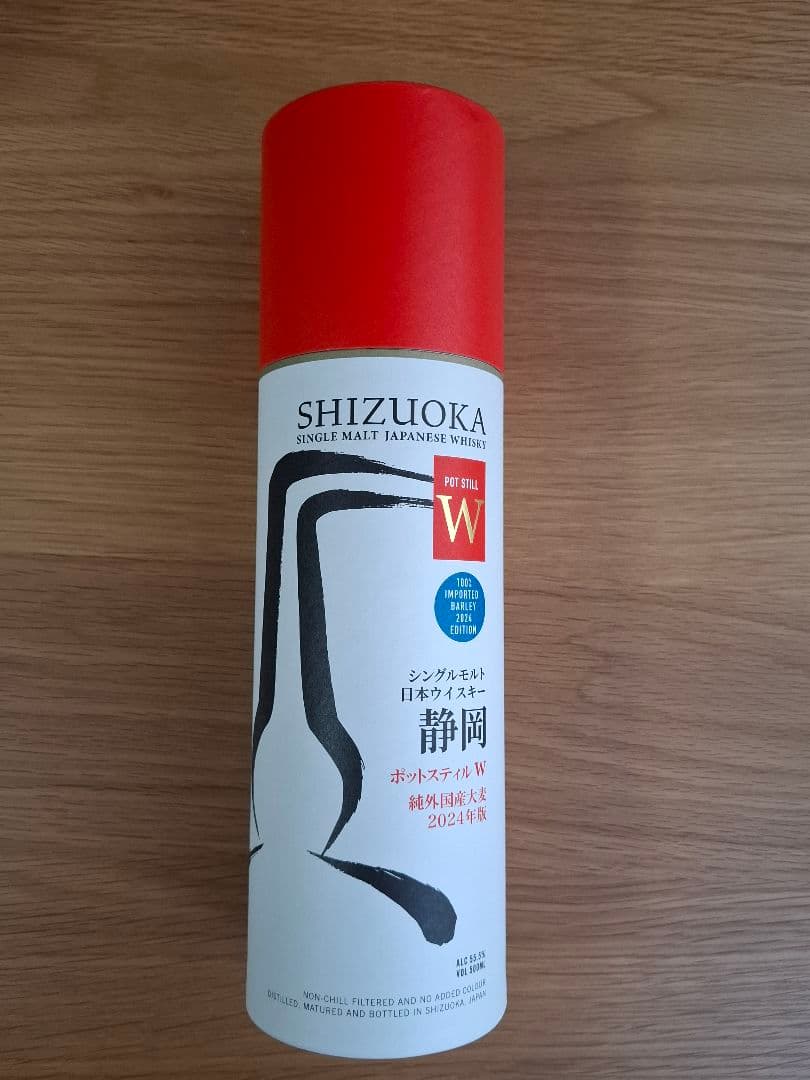 SHIZUOKA
SINGLE MALT JAPANESE WHISKY
POT STILL
W
100%
IMPORTED
BARLEY
2024
EDITION
シングルモルト
日本ウイスキー
静岡
ポットスティル W
純外国産大麦
2024年版
ALC 55.5%
VOL 500ML
NON-CHILL FILTERED AND NO ADDED COLOUR
DISTILLED, MATURED AND BOTTLED IN SHIZUOKA, JAPAN